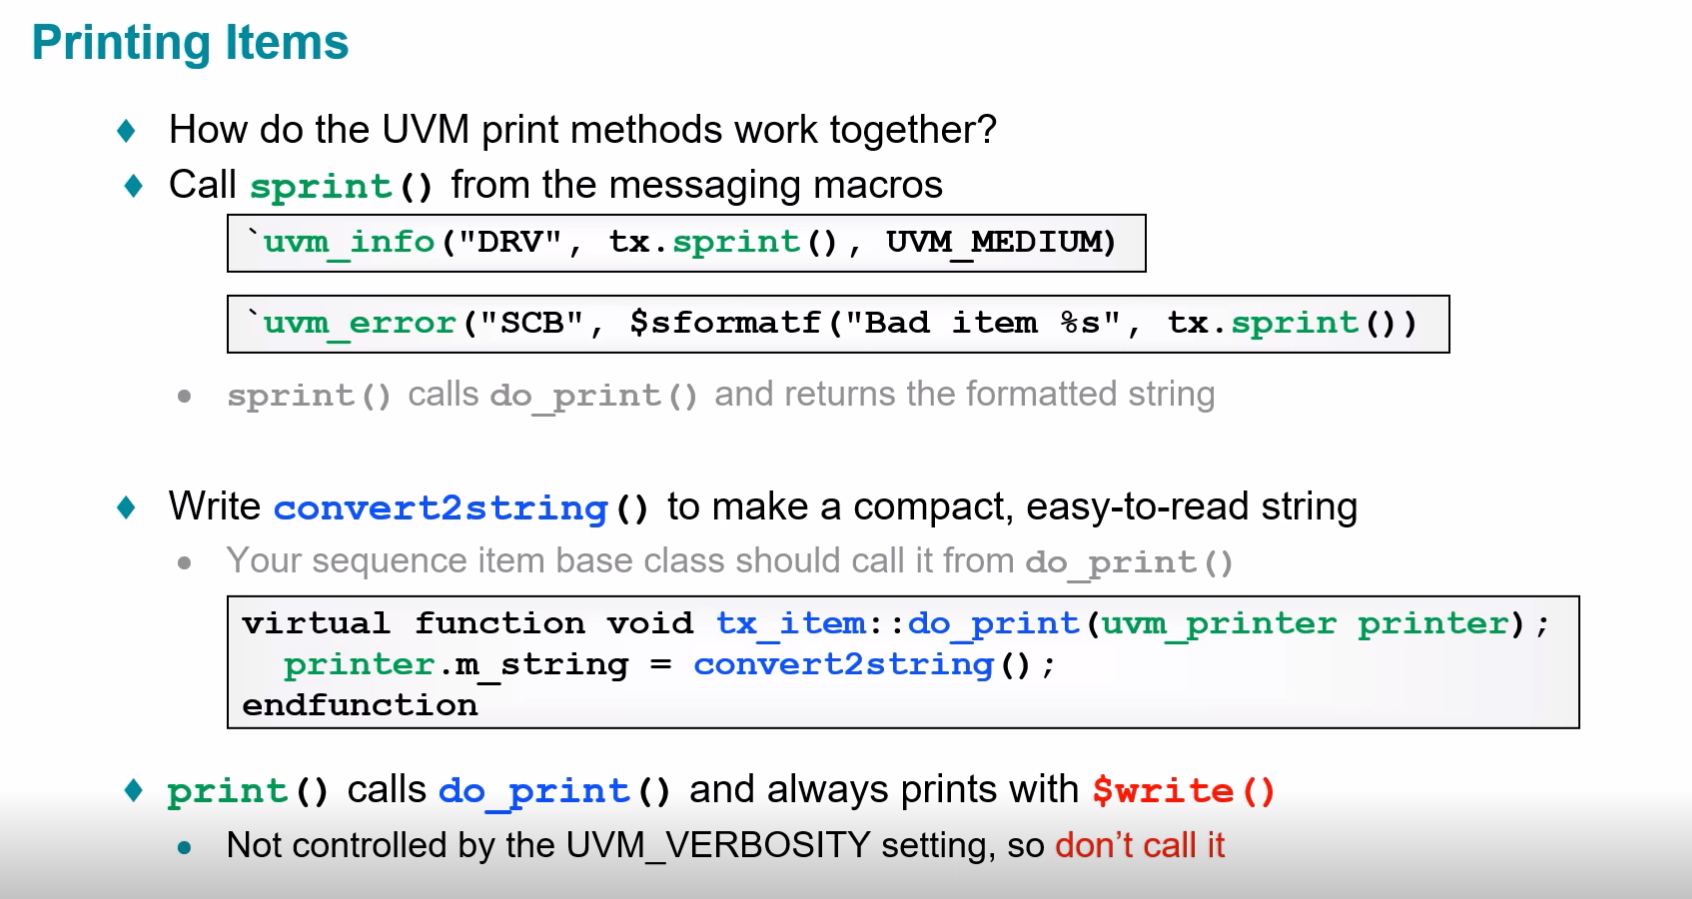 Printing Items
How do the UVM print methods work together?
Call sprint() from the messaging macros
`uvm_info("DRV", tx.sprint(), UVM_MEDIUM)
`uvm_error("SCB", $sformatf("Bad item %s", tx.sprint())
sprint() calls do_print() and returns the formatted string
Write convert2string() to make a compact, easy-to-read string
Your sequence item base class should call it from do_print()
virtual function void tx_item::do_print(uvm_printer printer);
printer.m_string = convert2string();
endfunction
print() calls do_print() and always prints with $write()
Not controlled by the UVM_VERBOSITY setting, so don't call it